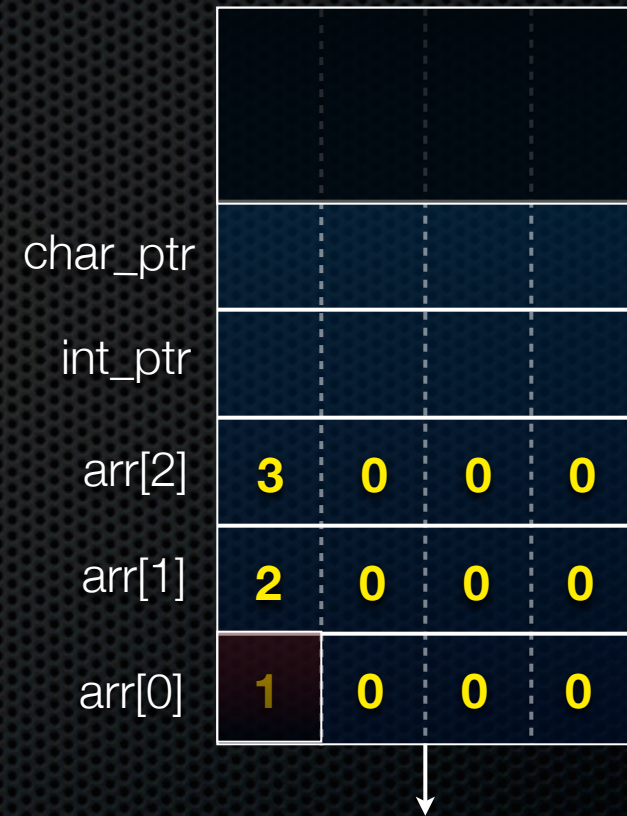 char_ptr
int_ptr
arr[2] 3 0 0 0
arr[1] 2 0 0 0
arr[0] 1 0 0 0